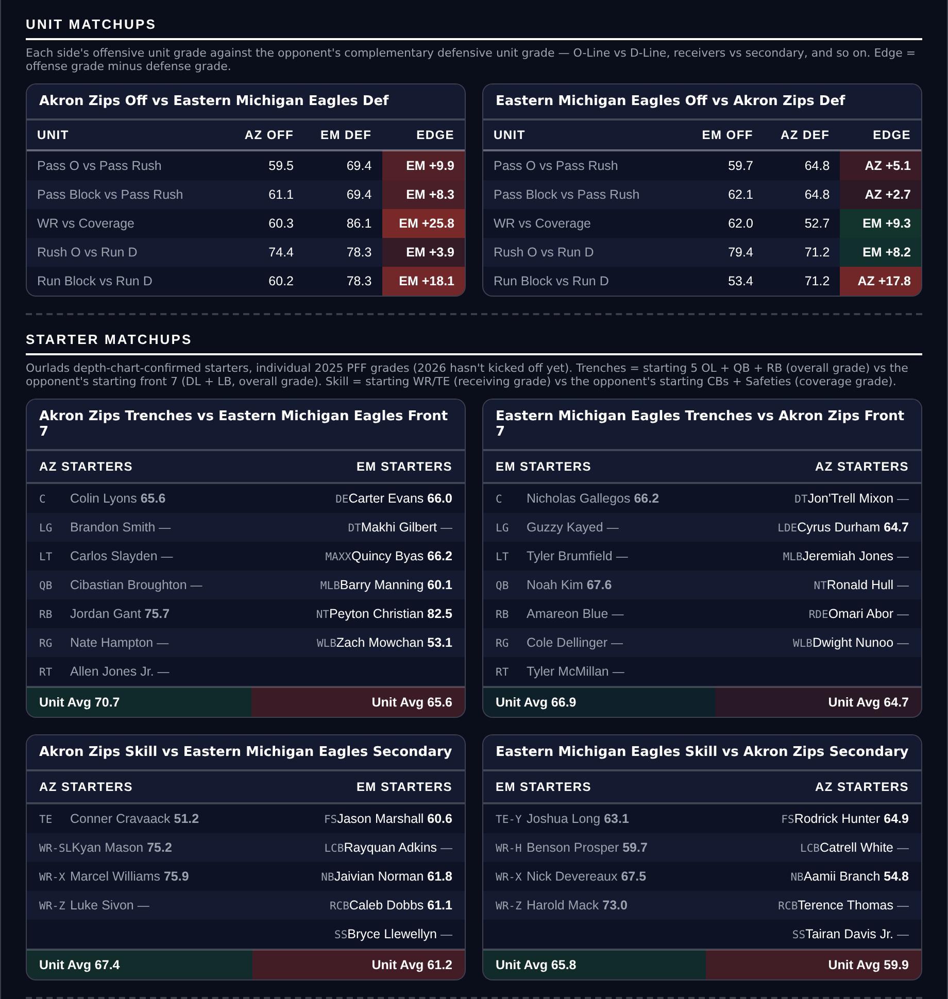 UNIT MATCHUPS
Each side's offensive unit grade against the opponent's complementary defensive unit grade — O-Line vs D-Line, receivers vs secondary, and so on. Edge =
offense grade minus defense grade.
Akron Zips Off vs Eastern Michigan Eagles Def
UNIT AZ OFF EM DEF EDGE
Pass O vs Pass Rush 59.5 69.4 EM +9.9
Pass Block vs Pass Rush 61.1 69.4 EM +8.3
WR vs Coverage 60.3 86.1 EM +25.8
Rush O vs Run D 74.4 78.3 EM +3.9
Run Block vs Run D 60.2 78.3 EM +18.1
Eastern Michigan Eagles Off vs Akron Zips Def
UNIT EM OFF AZ DEF EDGE
Pass O vs Pass Rush 59.7 64.8 AZ +5.1
Pass Block vs Pass Rush 62.1 64.8 AZ +2.7
WR vs Coverage 62.0 52.7 EM +9.3
Rush O vs Run D 79.4 71.2 EM +8.2
Run Block vs Run D 53.4 71.2 AZ +17.8
STARTER MATCHUPS
Ourlads depth-chart-confirmed starters, individual 2025 PFF grades (2026 hasn't kicked off yet). Trenches = starting 5 OL + QB + RB (overall grade) vs the
opponent's starting front 7 (DL + LB, overall grade). Skill = starting WR/TE (receiving grade) vs the opponent's starting CBs + Safeties (coverage grade).
Akron Zips Trenches vs Eastern Michigan Eagles Front
7
AZ STARTERS EM STARTERS
C Colin Lyons 65.6 DECarter Evans 66.0
LG Brandon Smith — DTMakhi Gilbert —
LT Carlos Slayden — MAXXQuincy Byas 66.2
QB Cibastian Broughton — MLBBarry Manning 60.1
RB Jordan Gant 75.7 NTPeyton Christian 82.5
RG Nate Hampton — WLBZach Mowchan 53.1
RT Allen Jones Jr. —
Unit Avg 70.7 Unit Avg 65.6
Eastern Michigan Eagles Trenches vs Akron Zips Front
7
EM STARTERS AZ STARTERS
C Nicholas Gallegos 66.2 DTJon'Trell Mixon —
LG Guzzy Kayed — LDECyrus Durham 64.7
LT Tyler Brumfield — MLBJeremiah Jones —
QB Noah Kim 67.6 NTRonald Hull —
RB Amareon Blue — RDEOmari Abor —
RG Cole Dellinger — WLBDwight Nunoo —
RT Tyler McMillan —
Unit Avg 66.9 Unit Avg 64.7
Akron Zips Skill vs Eastern Michigan Eagles Secondary
AZ STARTERS EM STARTERS
TE Conner Cravaack 51.2 FSJason Marshall 60.6
WR-SLKyan Mason 75.2 LCBRayquan Adkins —
WR-X Marcel Williams 75.9 NBJaivian Norman 61.8
WR-Z Luke Sivon — RCBCaleb Dobbs 61.1
SSBryce Llewellyn —
Unit Avg 67.4 Unit Avg 61.2
Eastern Michigan Eagles Skill vs Akron Zips Secondary
EM STARTERS AZ STARTERS
TE-Y Joshua Long 63.1 FSRodrick Hunter 64.9
WR-H Benson Prosper 59.7 LCBCatrell White —
WR-X Nick Devereaux 67.5 NBAamii Branch 54.8
WR-Z Harold Mack 73.0 RCBTerence Thomas —
SSTairan Davis Jr. —
Unit Avg 65.8 Unit Avg 59.9